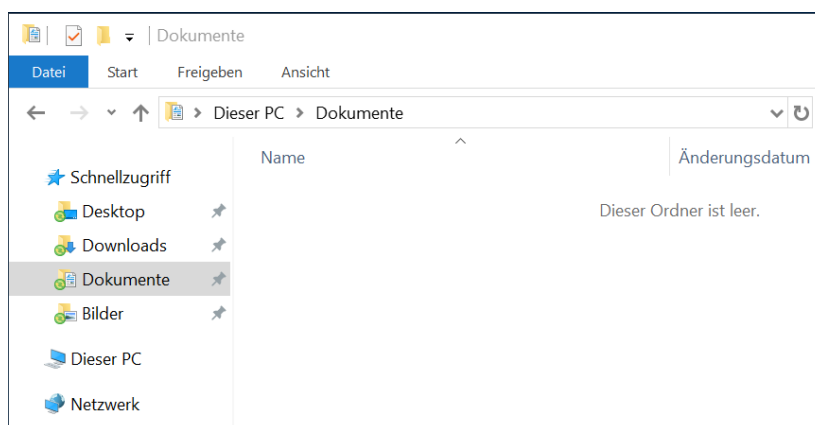 Dokumente
Datei Start Freigeben Ansicht
Dieser PC Dokumente
Name Änderungsdatum
Schnellzugriff
Dieser Ordner ist leer.
Desktop
Downloads
Dokumente
Bilder
Dieser PC
Netzwerk